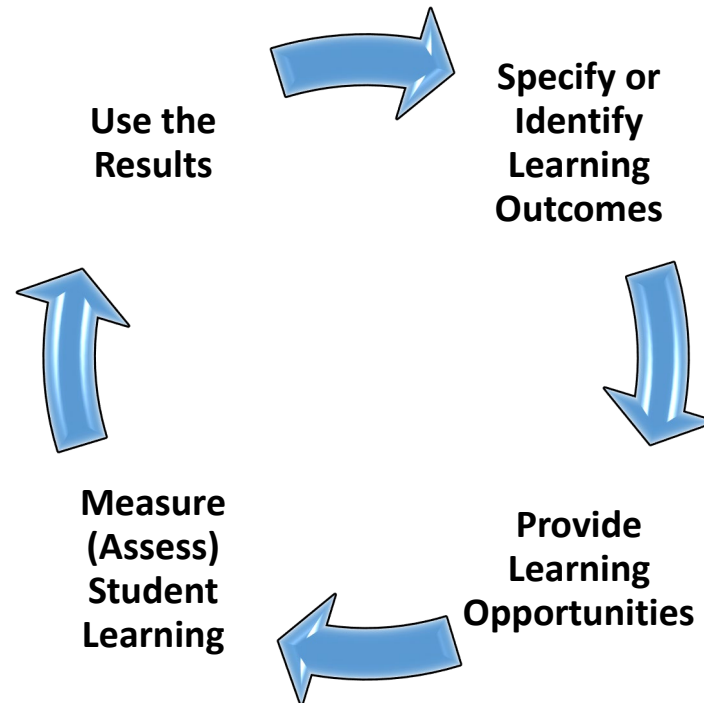 Use the
Results
Specify or
Identify
Learning
Outcomes
Provide
Learning
Opportunities
Measure
(Assess)
Student
Learning